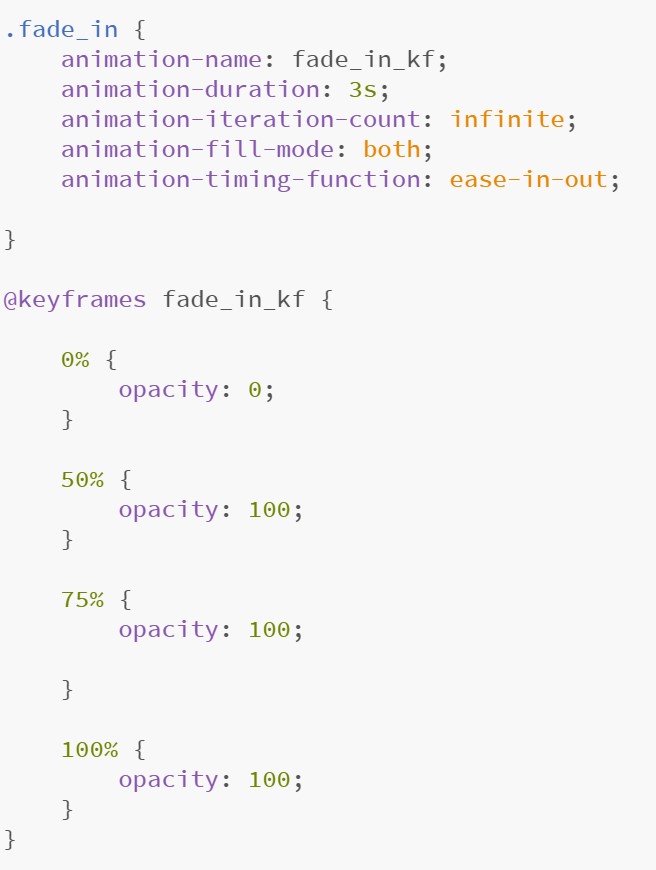 .fade_in {
    animation-name: fade_in_kf;
    animation-duration: 3s;
    animation-iteration-count: infinite;
    animation-fill-mode: both;
    animation-timing-function: ease-in-out;
}
@keyframes fade_in_kf {
    0% {
        opacity: 0;
    }
    50% {
        opacity: 100;
    }
    75% {
        opacity: 100;
    }
    100% {
        opacity: 100;
    }
}